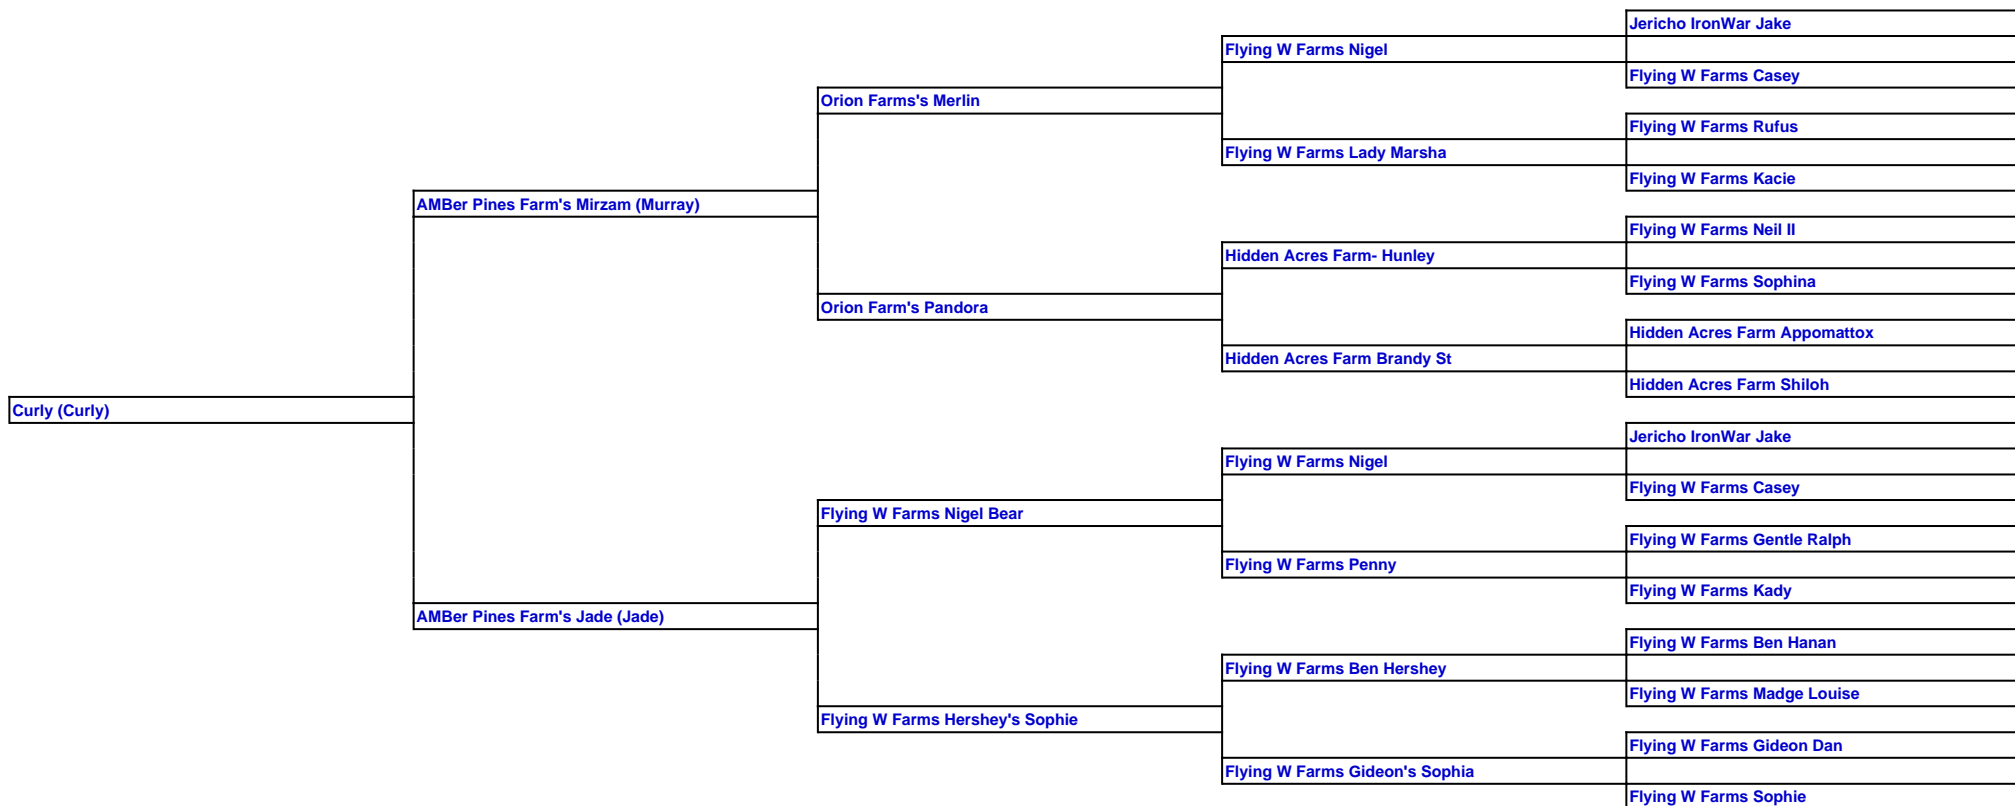 Jericho IronWar Jake
Flying W Farms Nigel
Flying W Farms Casey
Orion Farms's Merlin
Flying W Farms Rufus
Flying W Farms Lady Marsha
Flying W Farms Kacie
AMBer Pines Farm's Mirzam (Murray)
Flying W Farms Neil II
Hidden Acres Farm- Hunley
Flying W Farms Sophina
Orion Farm's Pandora
Hidden Acres Farm Appomattox
Hidden Acres Farm Brandy St
Hidden Acres Farm Shiloh
Curly (Curly)
Jericho IronWar Jake
Flying W Farms Nigel
Flying W Farms Casey
Flying W Farms Nigel Bear
Flying W Farms Gentle Ralph
Flying W Farms Penny
Flying W Farms Kady
AMBer Pines Farm's Jade (Jade)
Flying W Farms Ben Hanan
Flying W Farms Ben Hershey
Flying W Farms Madge Louise
Flying W Farms Hershey's Sophie
Flying W Farms Gideon Dan
Flying W Farms Gideon's Sophia
Flying W Farms Sophie